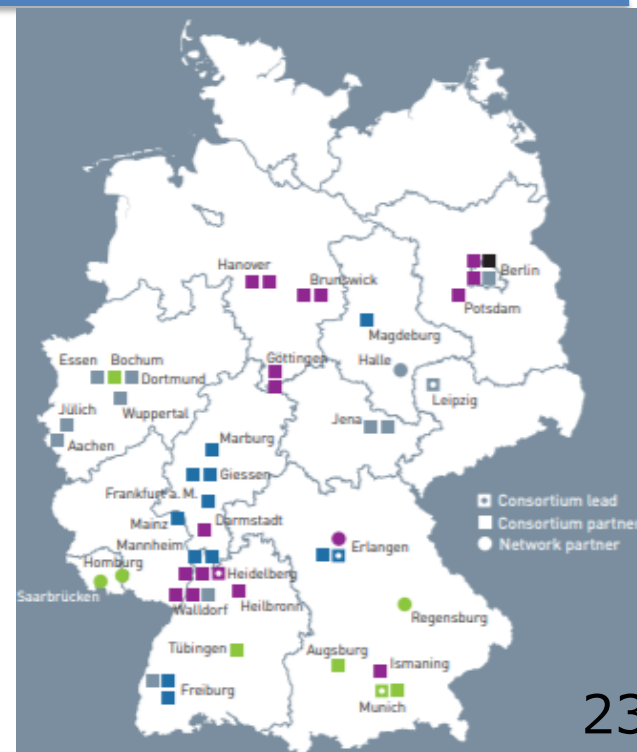 Hanover
Brunswick
Berlin
Potsdam
Magdeburg
Göttingen
Halle
Essen
Bochum
Dortmund
Leipzig
Wuppertal
Jülich
Jena
Aachen
Marburg
Giessen
Frankfurt a. M.
Consortium lead
Consortium partner
Network partner
Mainz
Darmstadt
Mannheim
Erlangen
Homburg
Heidelberg
Saarbrücken
Walldorf
Heilbronn
Regensburg
Tübingen
Augsburg
Ismaning
Freiburg
Munich
23